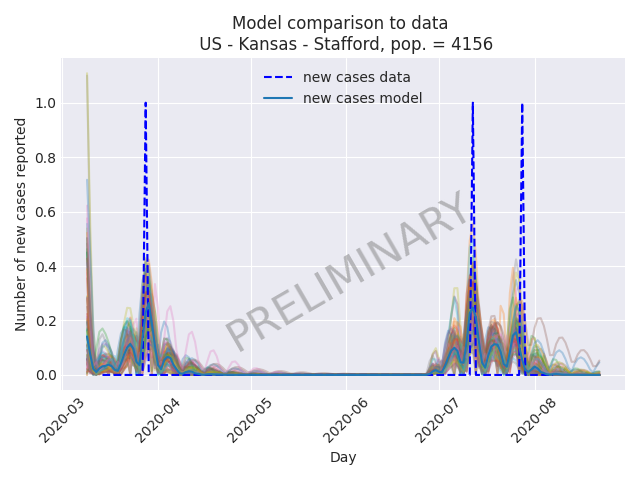 Model comparison to data
US - Kansas - Stafford, pop. = 4156
new cases data
new cases model
Number of new cases reported
1.0
0.8
0.6
0.4
0.2
0.0
PRELIMINARY
2020-03
2020-04
2020-05
2020-06
2020-07
2020-08
Day